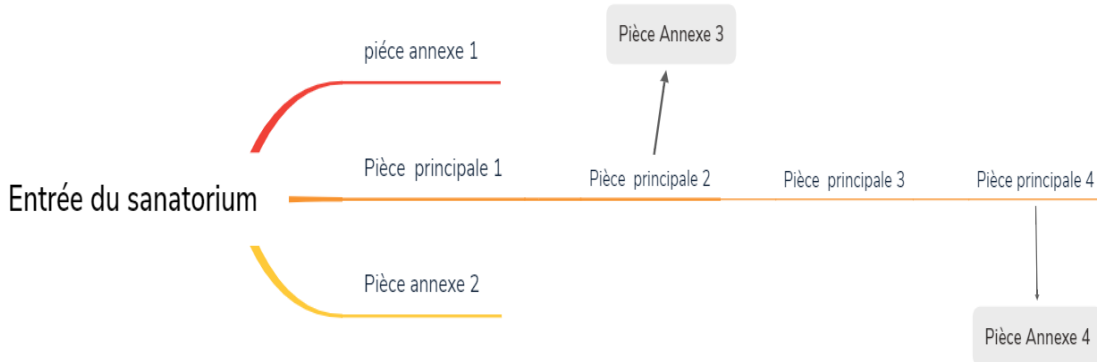 Pièce Annexe 3
piéce annexe 1
Pièce  principale 1
Pièce  principale 2
Pièce  principale 3
Pièce principale 4
Entrée du sanatorium
Pièce annexe 2
Pièce Annexe 4